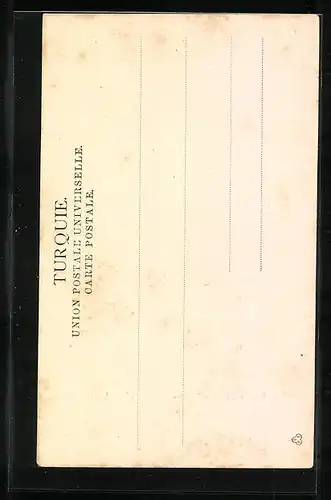 TURQUIE.
UNION POSTALE UNIVERSELLE.
CARTE POSTALE.